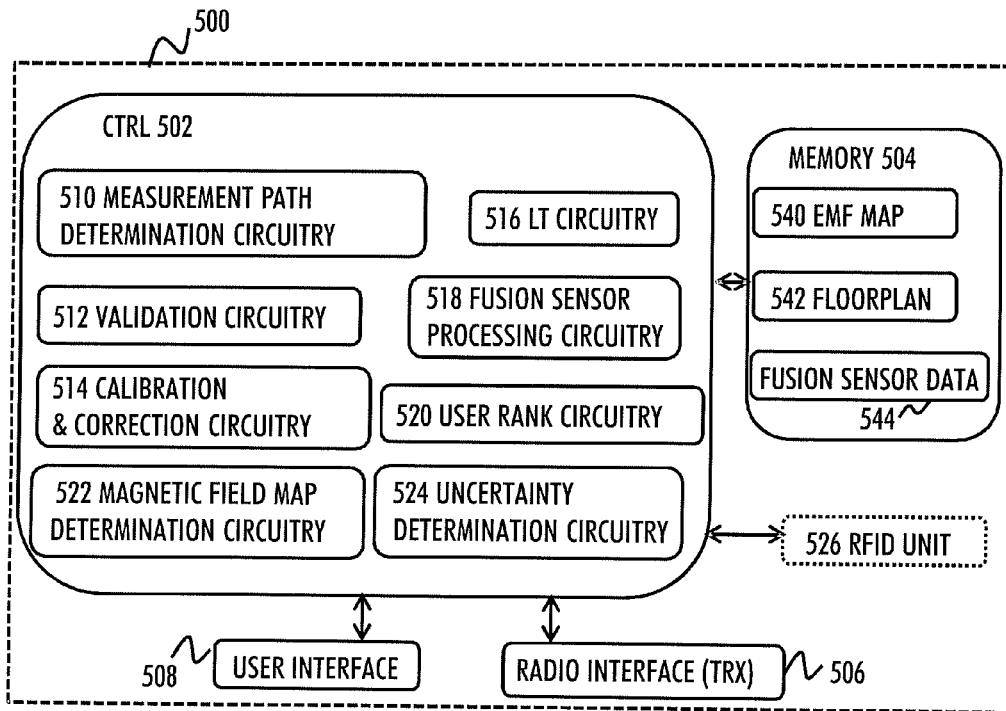 500
CTRL 502
510 MEASUREMENT PATH
DETERMINATION CIRCUITRY
516 LT CIRCUITRY
512 VALIDATION CIRCUITRY
518 FUSION SENSOR
PROCESSING CIRCUITRY
514 CALIBRATION
& CORRECTION CIRCUITRY
520 USER RANK CIRCUITRY
522 MAGNETIC FIELD MAP
DETERMINATION CIRCUITRY
524 UNCERTAINTY
DETERMINATION CIRCUITRY
MEMORY 504
540 EMF MAP
542 FLOORPLAN
FUSION SENSOR DATA
544
526 RFID UNIT
508
USER INTERFACE
RADIO INTERFACE (TRX)
506